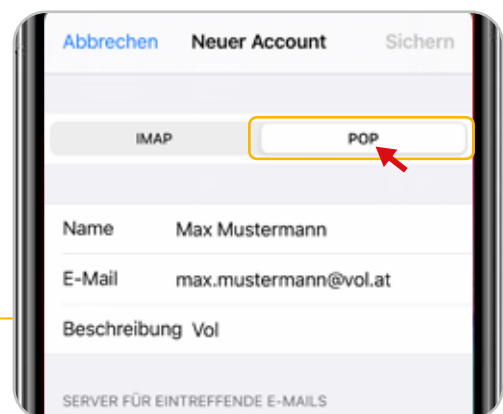 Abbrechen Neuer Account Sichern
IMAP POP
Name Max Mustermann
E-Mail max.mustermann@vol.at
Beschreibung Vol
SERVER FÜR EINTREFFENDE E-MAILS